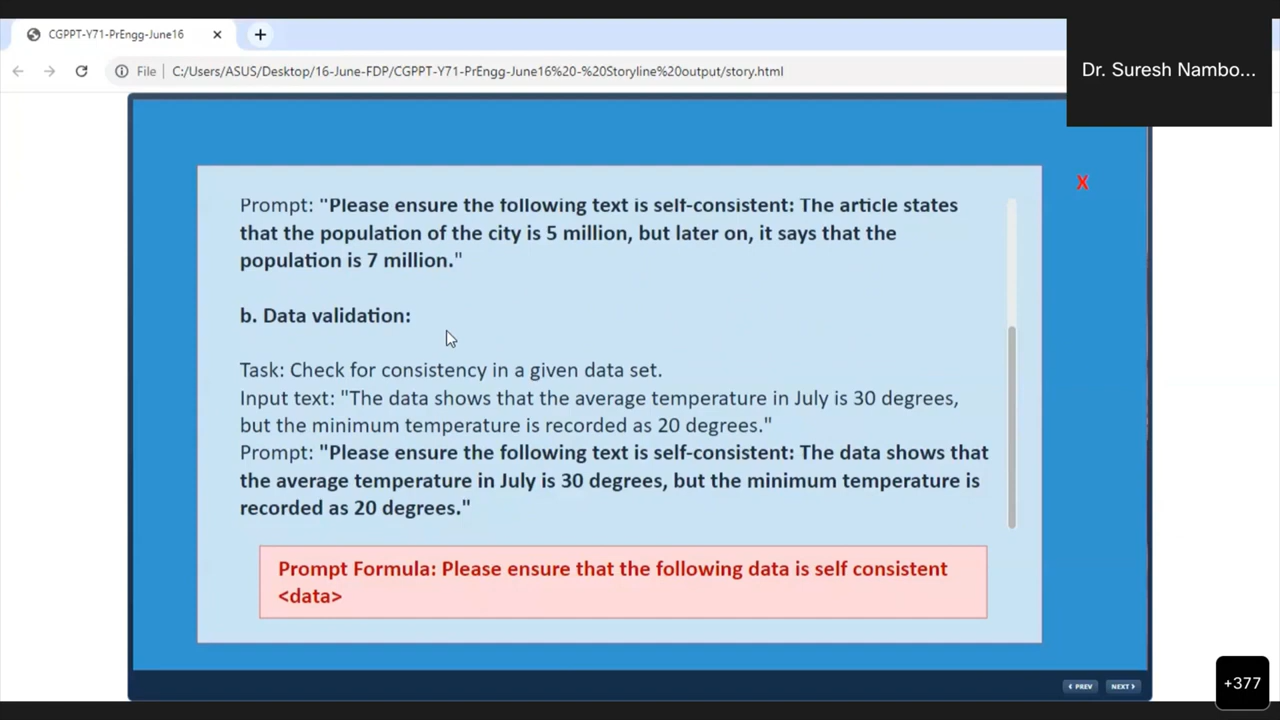 CGPPT-Y71-PrEngg-June16
File
C:/Users/ASUS/Desktop/16-June-FDP/CGPPT-Y71-PrEngg-June16%20-%20Storyline%20output/story.html
Dr. Suresh Nambo...
X
Prompt: "Please ensure the following text is self-consistent: The article states
that the population of the city is 5 million, but later on, it says that the
population is 7 million."
b. Data validation:
Task: Check for consistency in a given data set.
Input text: "The data shows that the average temperature in July is 30 degrees,
but the minimum temperature is recorded as 20 degrees."
Prompt: "Please ensure the following text is self-consistent: The data shows that
the average temperature in July is 30 degrees, but the minimum temperature is
recorded as 20 degrees."
Prompt Formula: Please ensure that the following data is self consistent
<data>
PREV
NEXT
+377